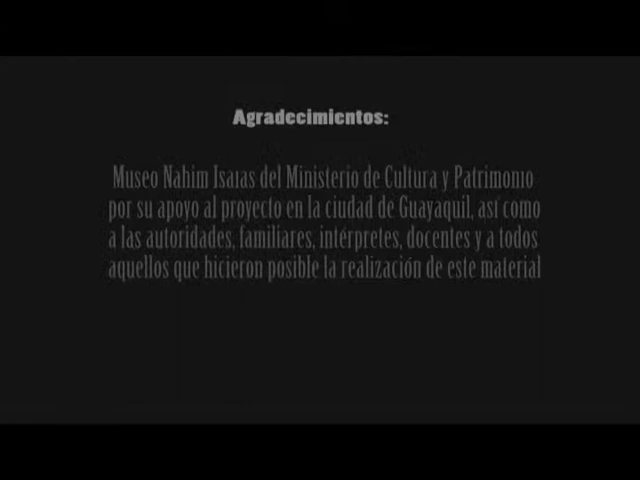 Agradecimientos:
Museo Nahim Isaias del Ministerio de Cultura y Patrimonio
por su apoyo al proyecto en la ciudad de Guayaquil, así como
a las autoridades, familiares, intérpretes, docentes y a todos
aquellos que hicieron posible la realización de este material